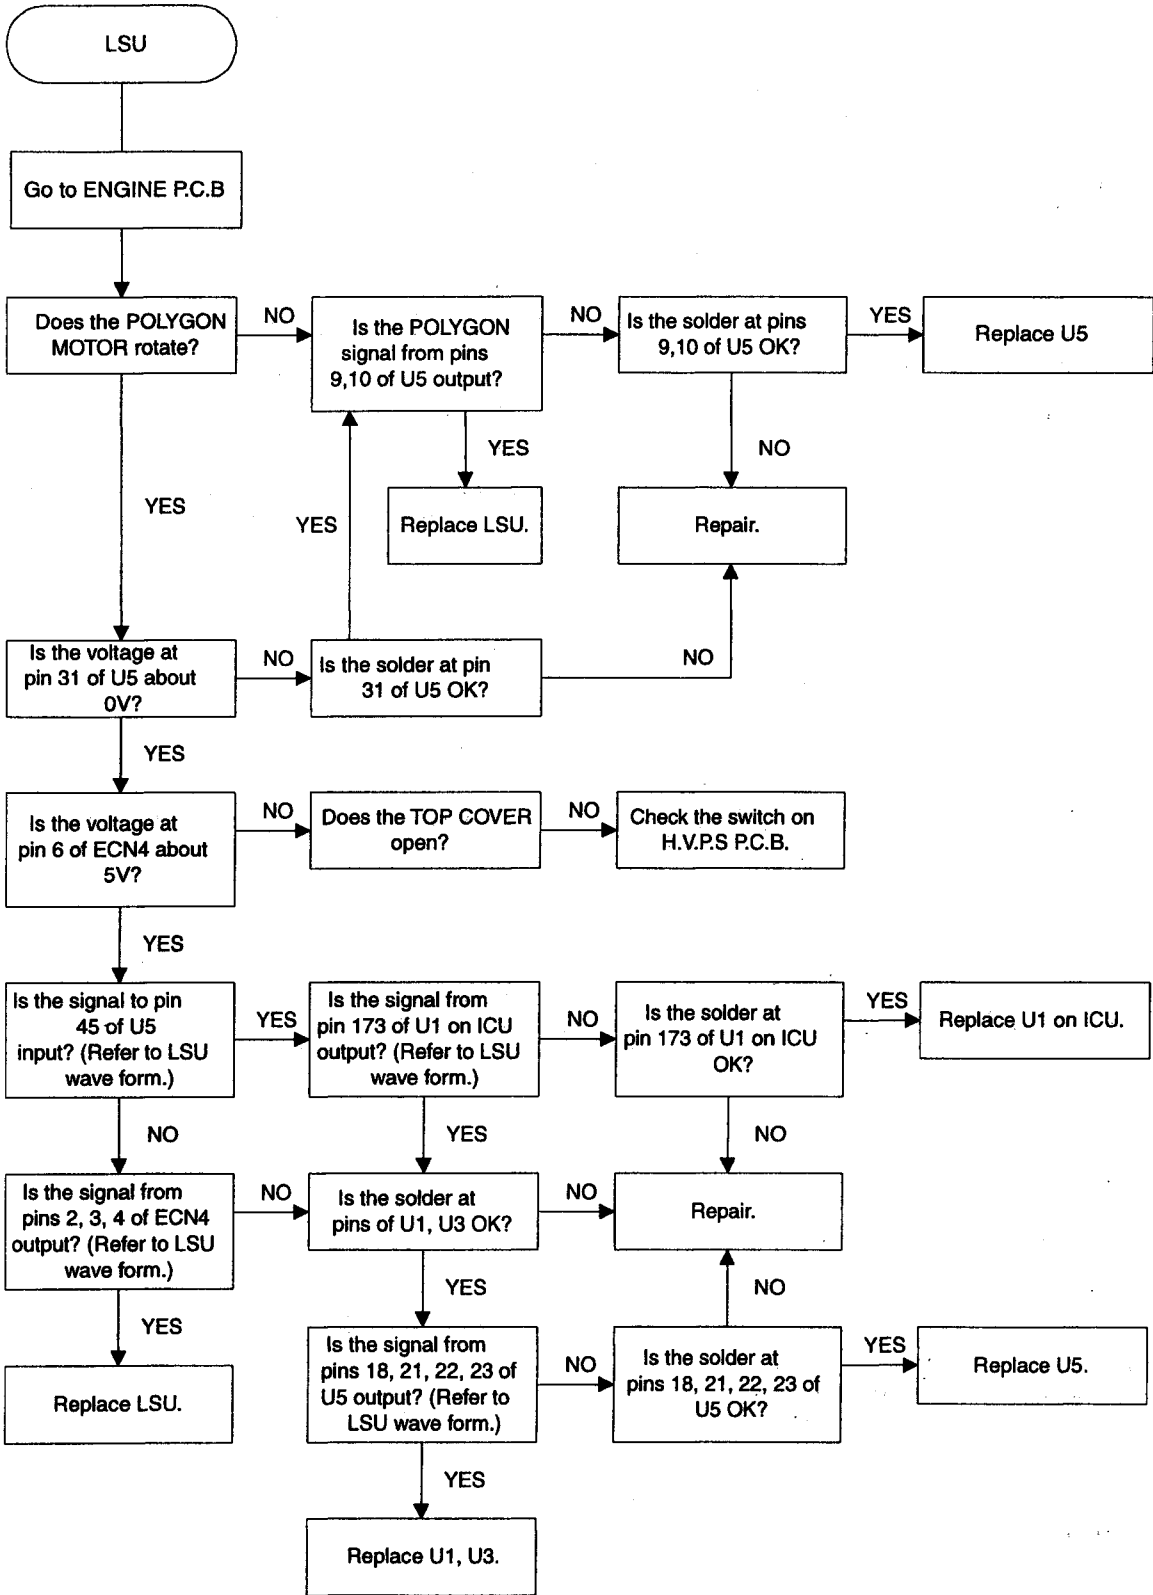 LSU
Go to ENGINE P.C.B
Does the POLYGON
MOTOR rotate?
NO
Is the POLYGON
signal from pins
9,10 of U5 output?
NO
Is the solder at pins
9,10 of U5 OK?
YES
Replace U5
YES
YES
YES
NO
Replace LSU.
Repair.
Is the voltage at
pin 31 of U5 about
0V?
NO
Is the solder at pin
31 of U5 OK?
NO
YES
Is the voltage at
pin 6 of ECN4 about
5V?
NO
Does the TOP COVER
open?
NO
Check the switch on
H.V.P.S P.C.B.
YES
Is the signal to pin
45 of U5
input? (Refer to LSU
wave form.)
YES
Is the signal from
pin 173 of U1 on ICU
output? (Refer to LSU
wave form.)
NO
Is the solder at
pin 173 of U1 on ICU
OK?
YES
Replace U1 on ICU.
NO
YES
NO
Is the signal from
pins 2, 3, 4 of ECN4
output? (Refer to LSU
wave form.)
NO
Is the solder at
pins of U1, U3 OK?
NO
Repair.
YES
YES
NO
Replace LSU.
Is the signal from
pins 18, 21, 22, 23 of
U5 output? (Refer to
LSU wave form.)
NO
Is the solder at
pins 18, 21, 22, 23 of
U5 OK?
YES
Replace U5.
YES
Replace U1, U3.